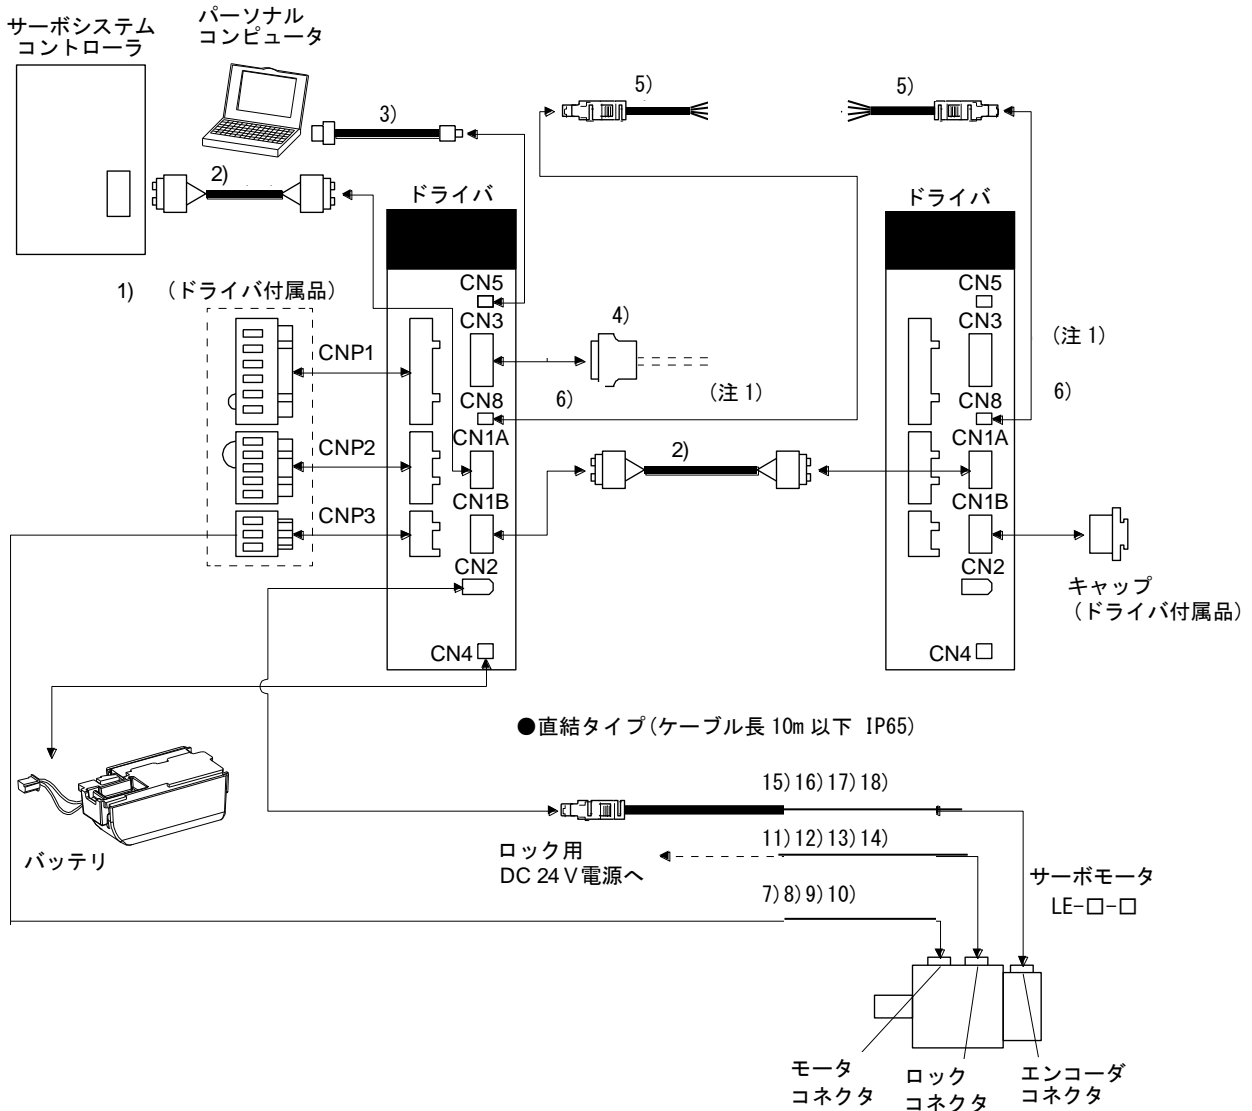 サーボシステム
コントローラ
パーソナル
コンピュータ
3)
2)
5)
5)
ドライバ
ドライバ
1) (ドライバ付属品)
CNP1
CNP2
CNP3
CN5
CN3
CN8
CN1A
CN1B
CN2
CN4
4)
(注 1)
6)
2)
CN5
CN3
CN8
CN1A
CN1B
CN2
CN4
(注 1)
6)
キャップ
(ドライバ付属品)
バッテリ
●直結タイプ(ケーブル長 10m 以下 IP65)
15)16)17)18)
11)12)13)14)
ロック用
DC 24 V 電源へ
7)8)9)10)
サーボモータ
LE-□-□
モータ
コネクタ
ロック
コネクタ
エンコーダ
コネクタ